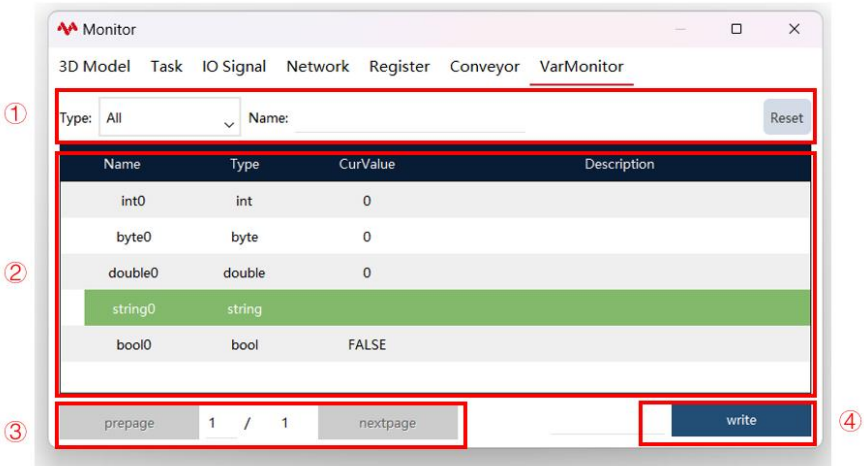 Monitor
3D Model Task IO Signal Network Register Conveyor VarMonitor
① Type: All Name: Reset
Name Type CurValue Description
int0 int 0
byte0 byte 0
② double0 double 0
string0 string
bool0 bool FALSE
③ prepage 1 / 1 nextpage write ④